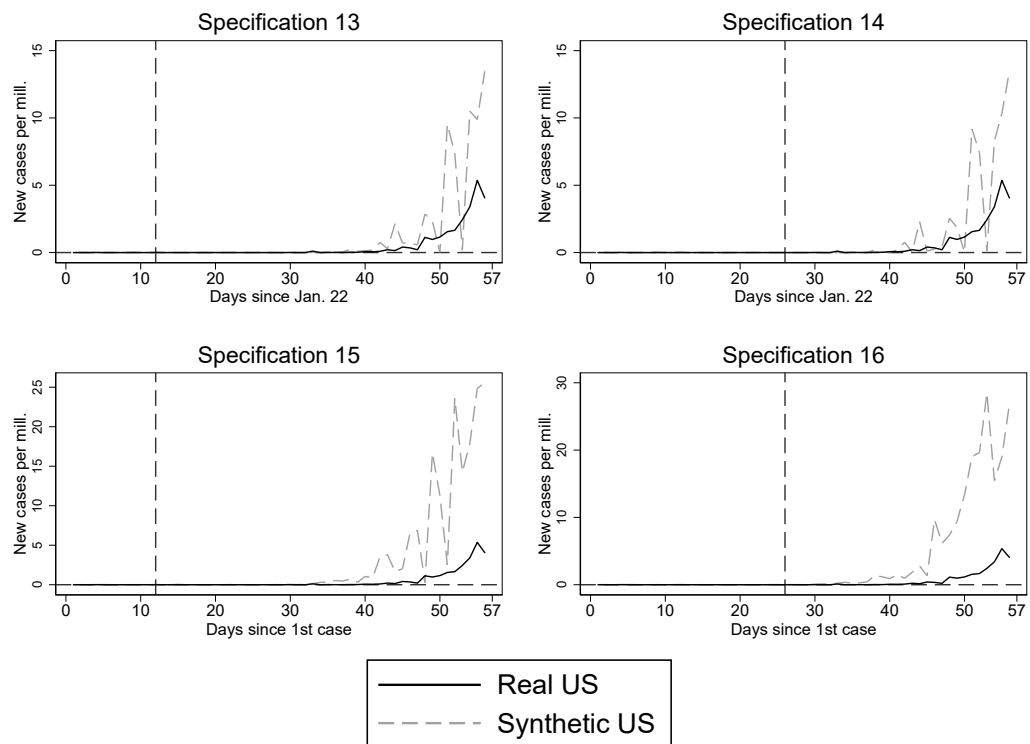 Specification 13
New cases per mill.
15
10
5
0
0 10 20 30 40 50 57
Days since Jan. 22
Specification 14
New cases per mill.
15
10
5
0
0 10 20 30 40 50 57
Days since Jan. 22
Specification 15
New cases per mill.
25
20
15
10
5
0
0 10 20 30 40 50 57
Days since 1st case
Specification 16
New cases per mill.
30
20
10
0
0 10 20 30 40 50 57
Days since 1st case
Real US
Synthetic US